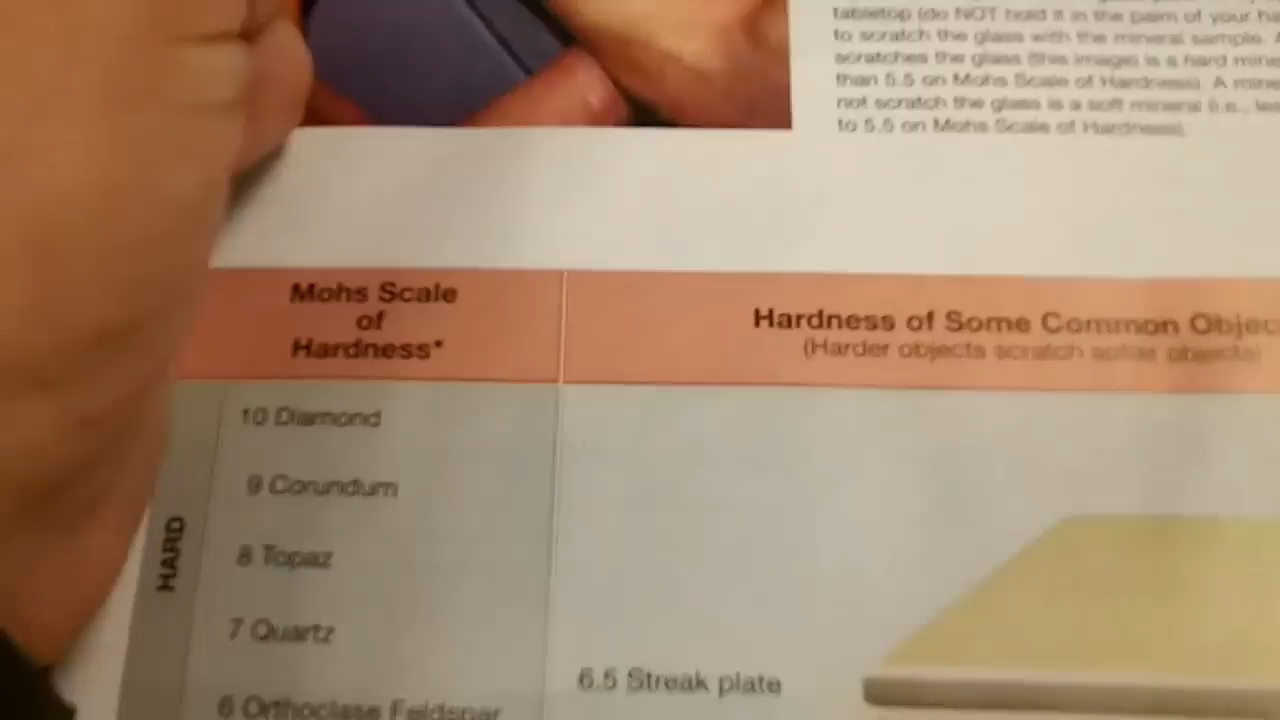 tabletop (do NOT hold it in the palm of your
to scratch the glass with the mineral sample.
scratches the glass (this image) is a hard
than 5.5 on Mohs Scale of Hardness). A
not scratch the glass is a soft mineral (i.e.,
to 5.5 on Mohs Scale of Hardness).
Mohs Scale
of
Hardness*
Hardness of Some Common
(Harder objects scratch softer objects)
HARD
10 Diamond
9 Corundum
8 Topaz
7 Quartz
6.5 Streak plate
6 Orthoclase Feldspar